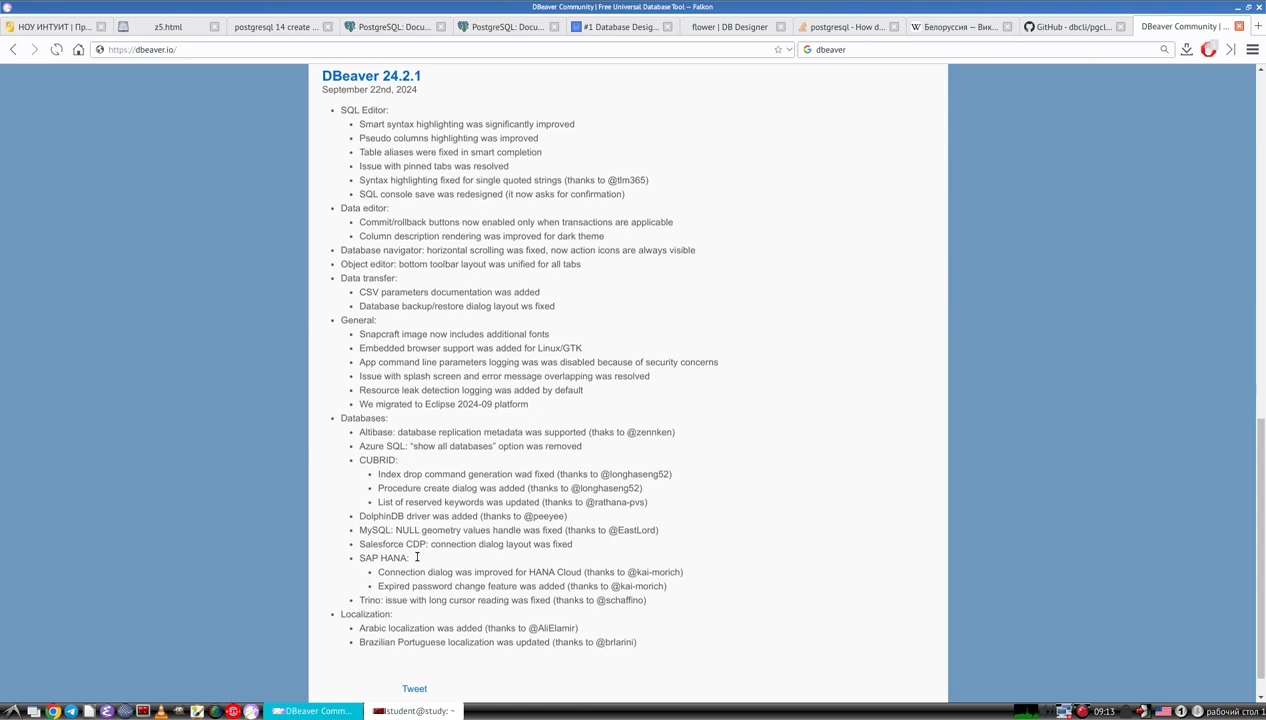 DBeaver Community | Free Universal Database Tool — Falkon
НОУ ИНТУИТ | Пр...
z5.html
postgresql 14 create ...
PostgreSQL: Docu...
PostgreSQL: Docu...
#1 Database Desig...
flower | DB Designer
postgresql - How d...
Белоруссия — Вик...
GitHub - dbcli/pgcl...
DBeaver Community | ...
https://dbeaver.io/
dbeaver
DBeaver 24.2.1
September 22nd, 2024
SQL Editor:
Smart syntax highlighting was significantly improved
Pseudo columns highlighting was improved
Table aliases were fixed in smart completion
Issue with pinned tabs was resolved
Syntax highlighting fixed for single quoted strings (thanks to @tlm365)
SQL console save was redesigned (it now asks for confirmation)
Data editor:
Commit/rollback buttons now enabled only when transactions are applicable
Column description rendering was improved for dark theme
Database navigator: horizontal scrolling was fixed, now action icons are always visible
Object editor: bottom toolbar layout was unified for all tabs
Data transfer:
CSV parameters documentation was added
Database backup/restore dialog layout ws fixed
General:
Snapcraft image now includes additional fonts
Embedded browser support was added for Linux/GTK
App command line parameters logging was was disabled because of security concerns
Issue with splash screen and error message overlapping was resolved
Resource leak detection logging was added by default
We migrated to Eclipse 2024-09 platform
Databases:
Altibase: database replication metadata was supported (thaks to @zennken)
Azure SQL: “show all databases” option was removed
CUBRID:
Index drop command generation wad fixed (thanks to @longhaseng52)
Procedure create dialog was added (thanks to @longhaseng52)
List of reserved keywords was updated (thanks to @rathana-pvs)
DolphinDB driver was added (thanks to @peeyee)
MySQL: NULL geometry values handle was fixed (thanks to @EastLord)
Salesforce CDP: connection dialog layout was fixed
SAP HANA:
Connection dialog was improved for HANA Cloud (thanks to @kai-morich)
Expired password change feature was added (thanks to @kai-morich)
Trino: issue with long cursor reading was fixed (thanks to @schaffino)
Localization:
Arabic localization was added (thanks to @AliElamir)
Brazilian Portuguese localization was updated (thanks to @brlarini)
Tweet
DBeaver Comm...
student@study: ~
1
0
09:13
рабочий стол 1